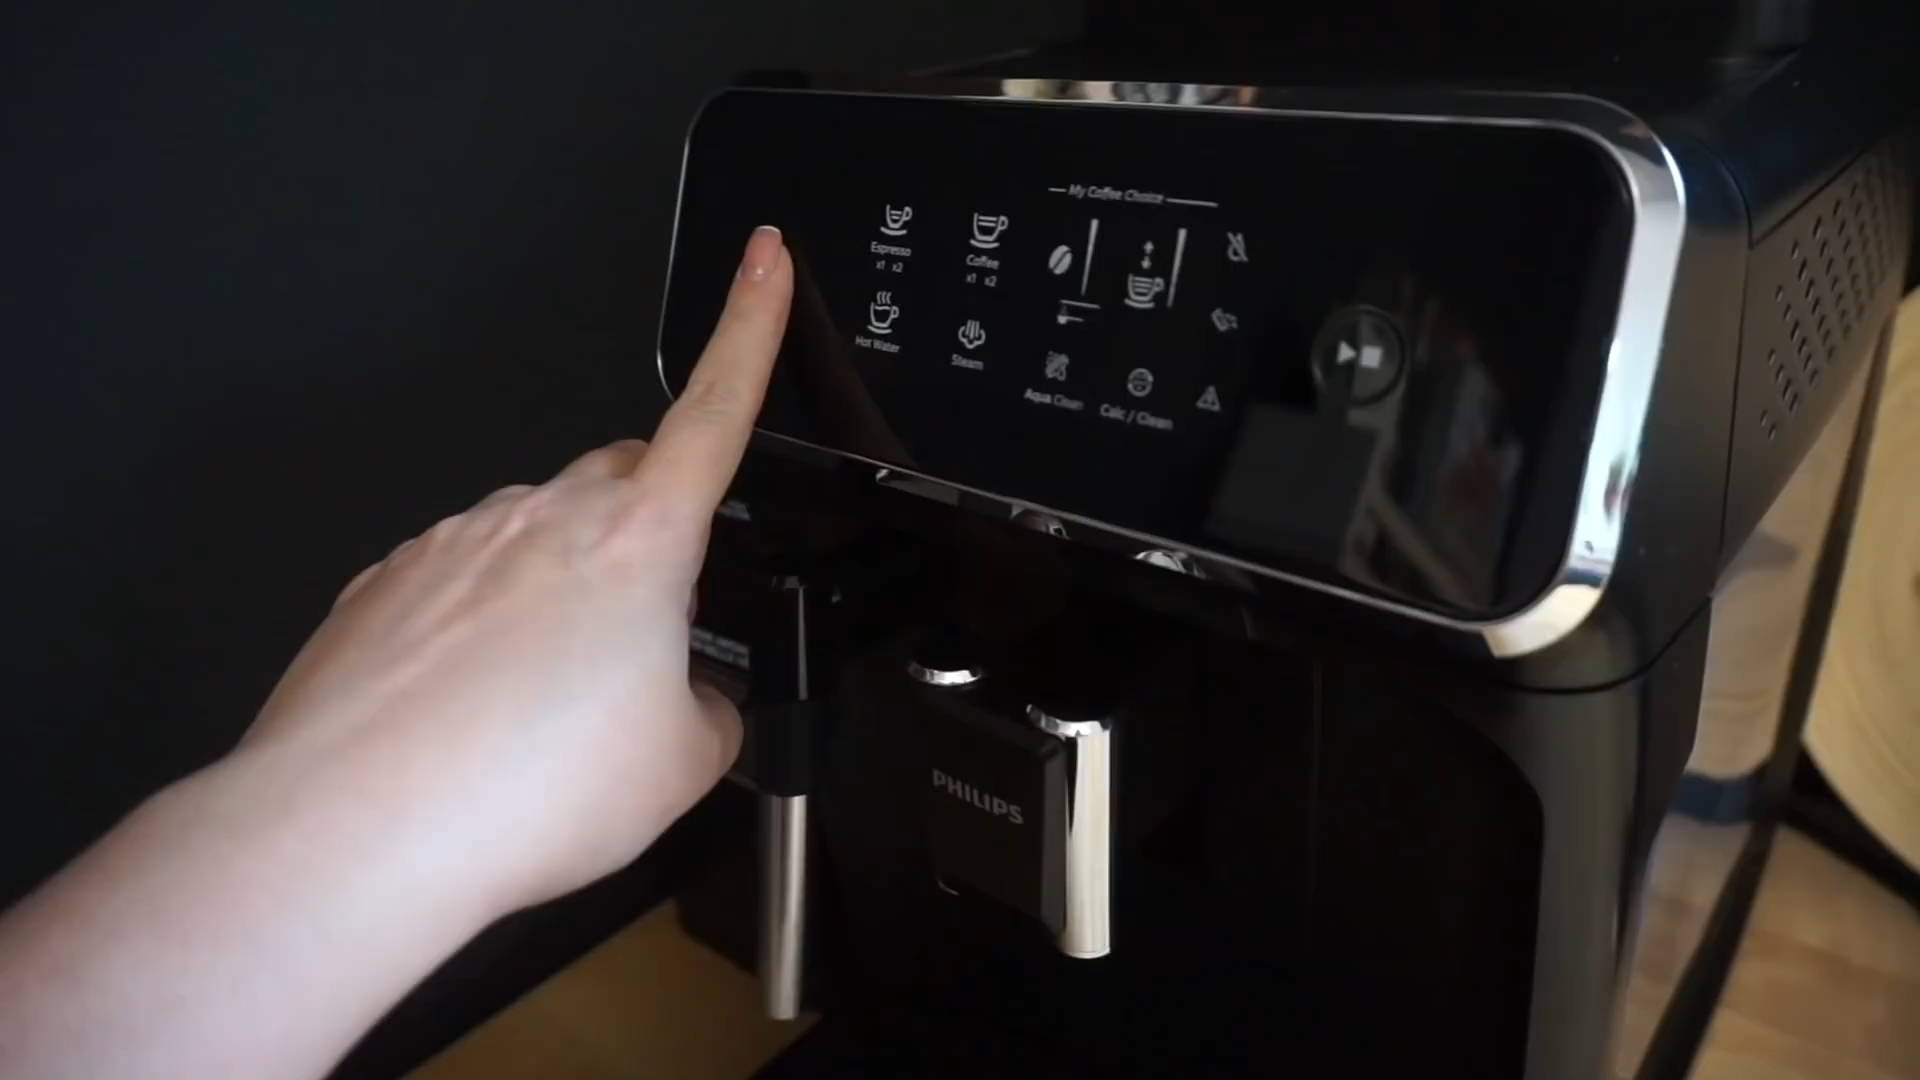 My Coffee Choice
Espresso
x1 x2
Coffee
x1 x2
Hot Water
Steam
Aqua Clean
Calc / Clean
PHILIPS